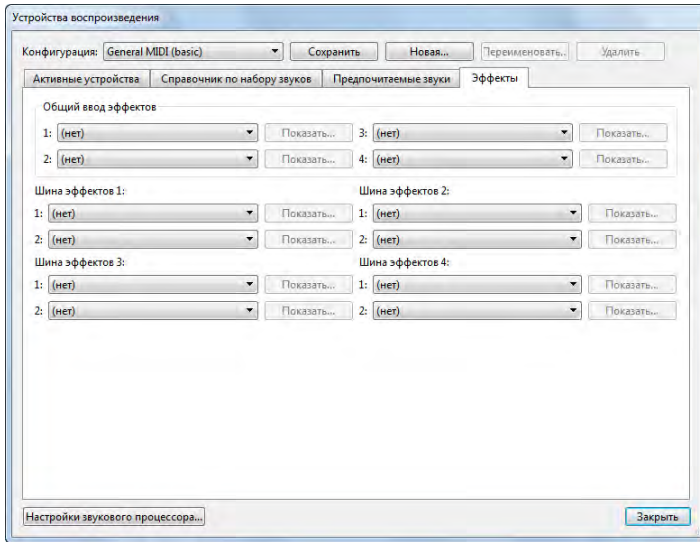 Устройства воспроизведения
Конфигурация: General MIDI (basic) Сохранить Новая... Переименовать... Удалить
Активные устройства Справочник по набору звуков Предпочитаемые звуки Эффекты
Общий ввод эффектов
1: (нет) Показать... 3: (нет) Показать...
2: (нет) Показать... 4: (нет) Показать...
Шина эффектов 1: Шина эффектов 2:
1: (нет) Показать... 1: (нет) Показать...
2: (нет) Показать... 2: (нет) Показать...
Шина эффектов 3: Шина эффектов 4:
1: (нет) Показать... 1: (нет) Показать...
2: (нет) Показать... 2: (нет) Показать...
Настройки звукового процессора... Закрыть